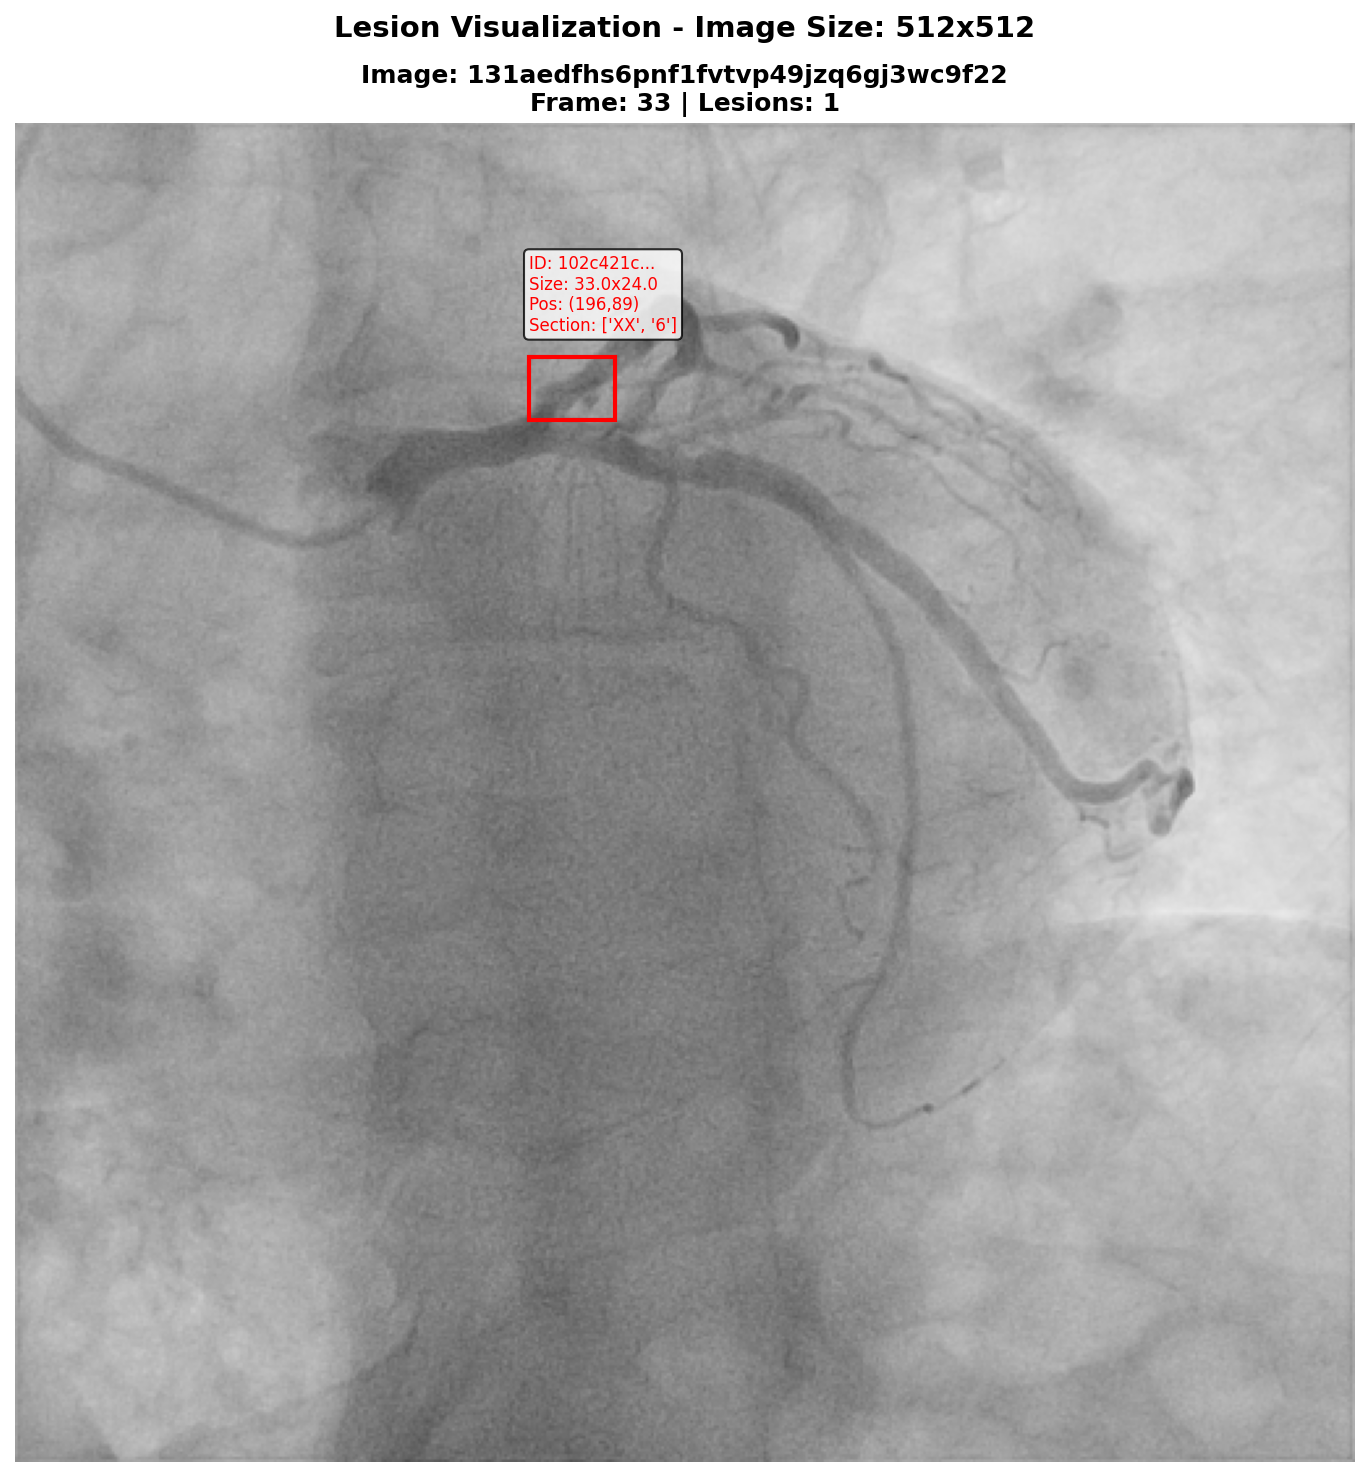 Lesion Visualization - Image Size: 512x512
Image: 131aedfhs6pnf1fvtvp49jzq6gj3wc9f22
Frame: 33 | Lesions: 1
ID: 102c421c...
Size: 33.0x24.0
Pos: (196,89)
Section: ['XX', '6']